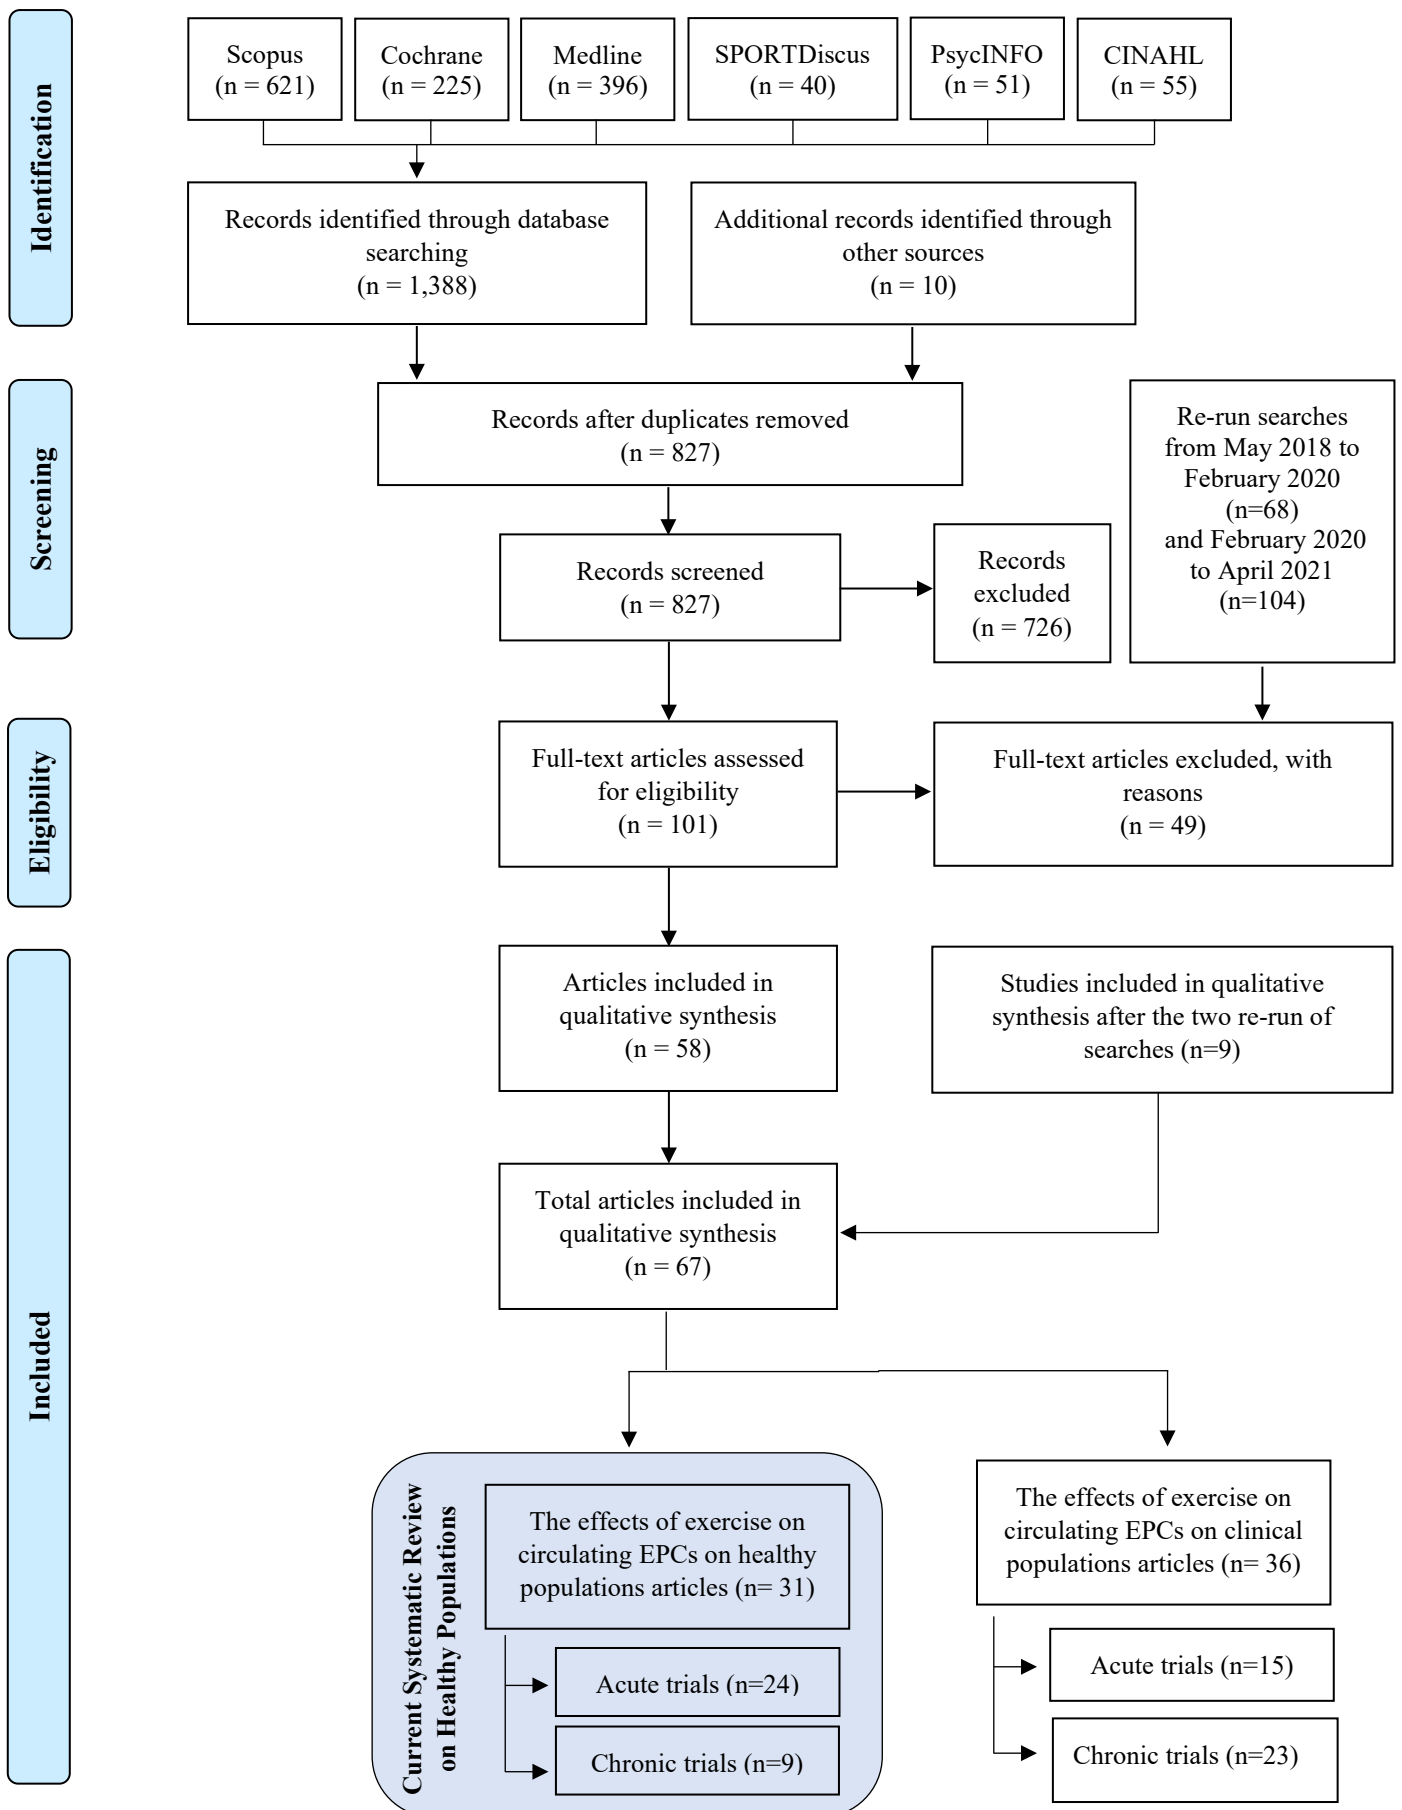 Identification
Scopus
(n = 621)
Cochrane
(n = 225)
Medline
(n = 396)
SPORTDiscus
(n = 40)
PsycINFO
(n = 51)
CINAHL
(n = 55)
Records identified through database
searching
(n = 1,388)
Additional records identified through
other sources
(n = 10)
Screening
Records after duplicates removed
(n = 827)
Re-run searches
from May 2018 to
February 2020
(n=68)
and February 2020
to April 2021
(n=104)
Records screened
(n = 827)
Records
excluded
(n = 726)
Eligibility
Full-text articles assessed
for eligibility
(n = 101)
Full-text articles excluded, with
reasons
(n = 49)
Included
Articles included in
qualitative synthesis
(n = 58)
Studies included in qualitative
synthesis after the two re-run of
searches (n=9)
Total articles included in
qualitative synthesis
(n = 67)
Current Systematic Review
on Healthy Populations
The effects of exercise on
circulating EPCs on healthy
populations articles (n= 31)
Acute trials (n=24)
Chronic trials (n=9)
The effects of exercise on
circulating EPCs on clinical
populations articles (n= 36)
Acute trials (n=15)
Chronic trials (n=23)